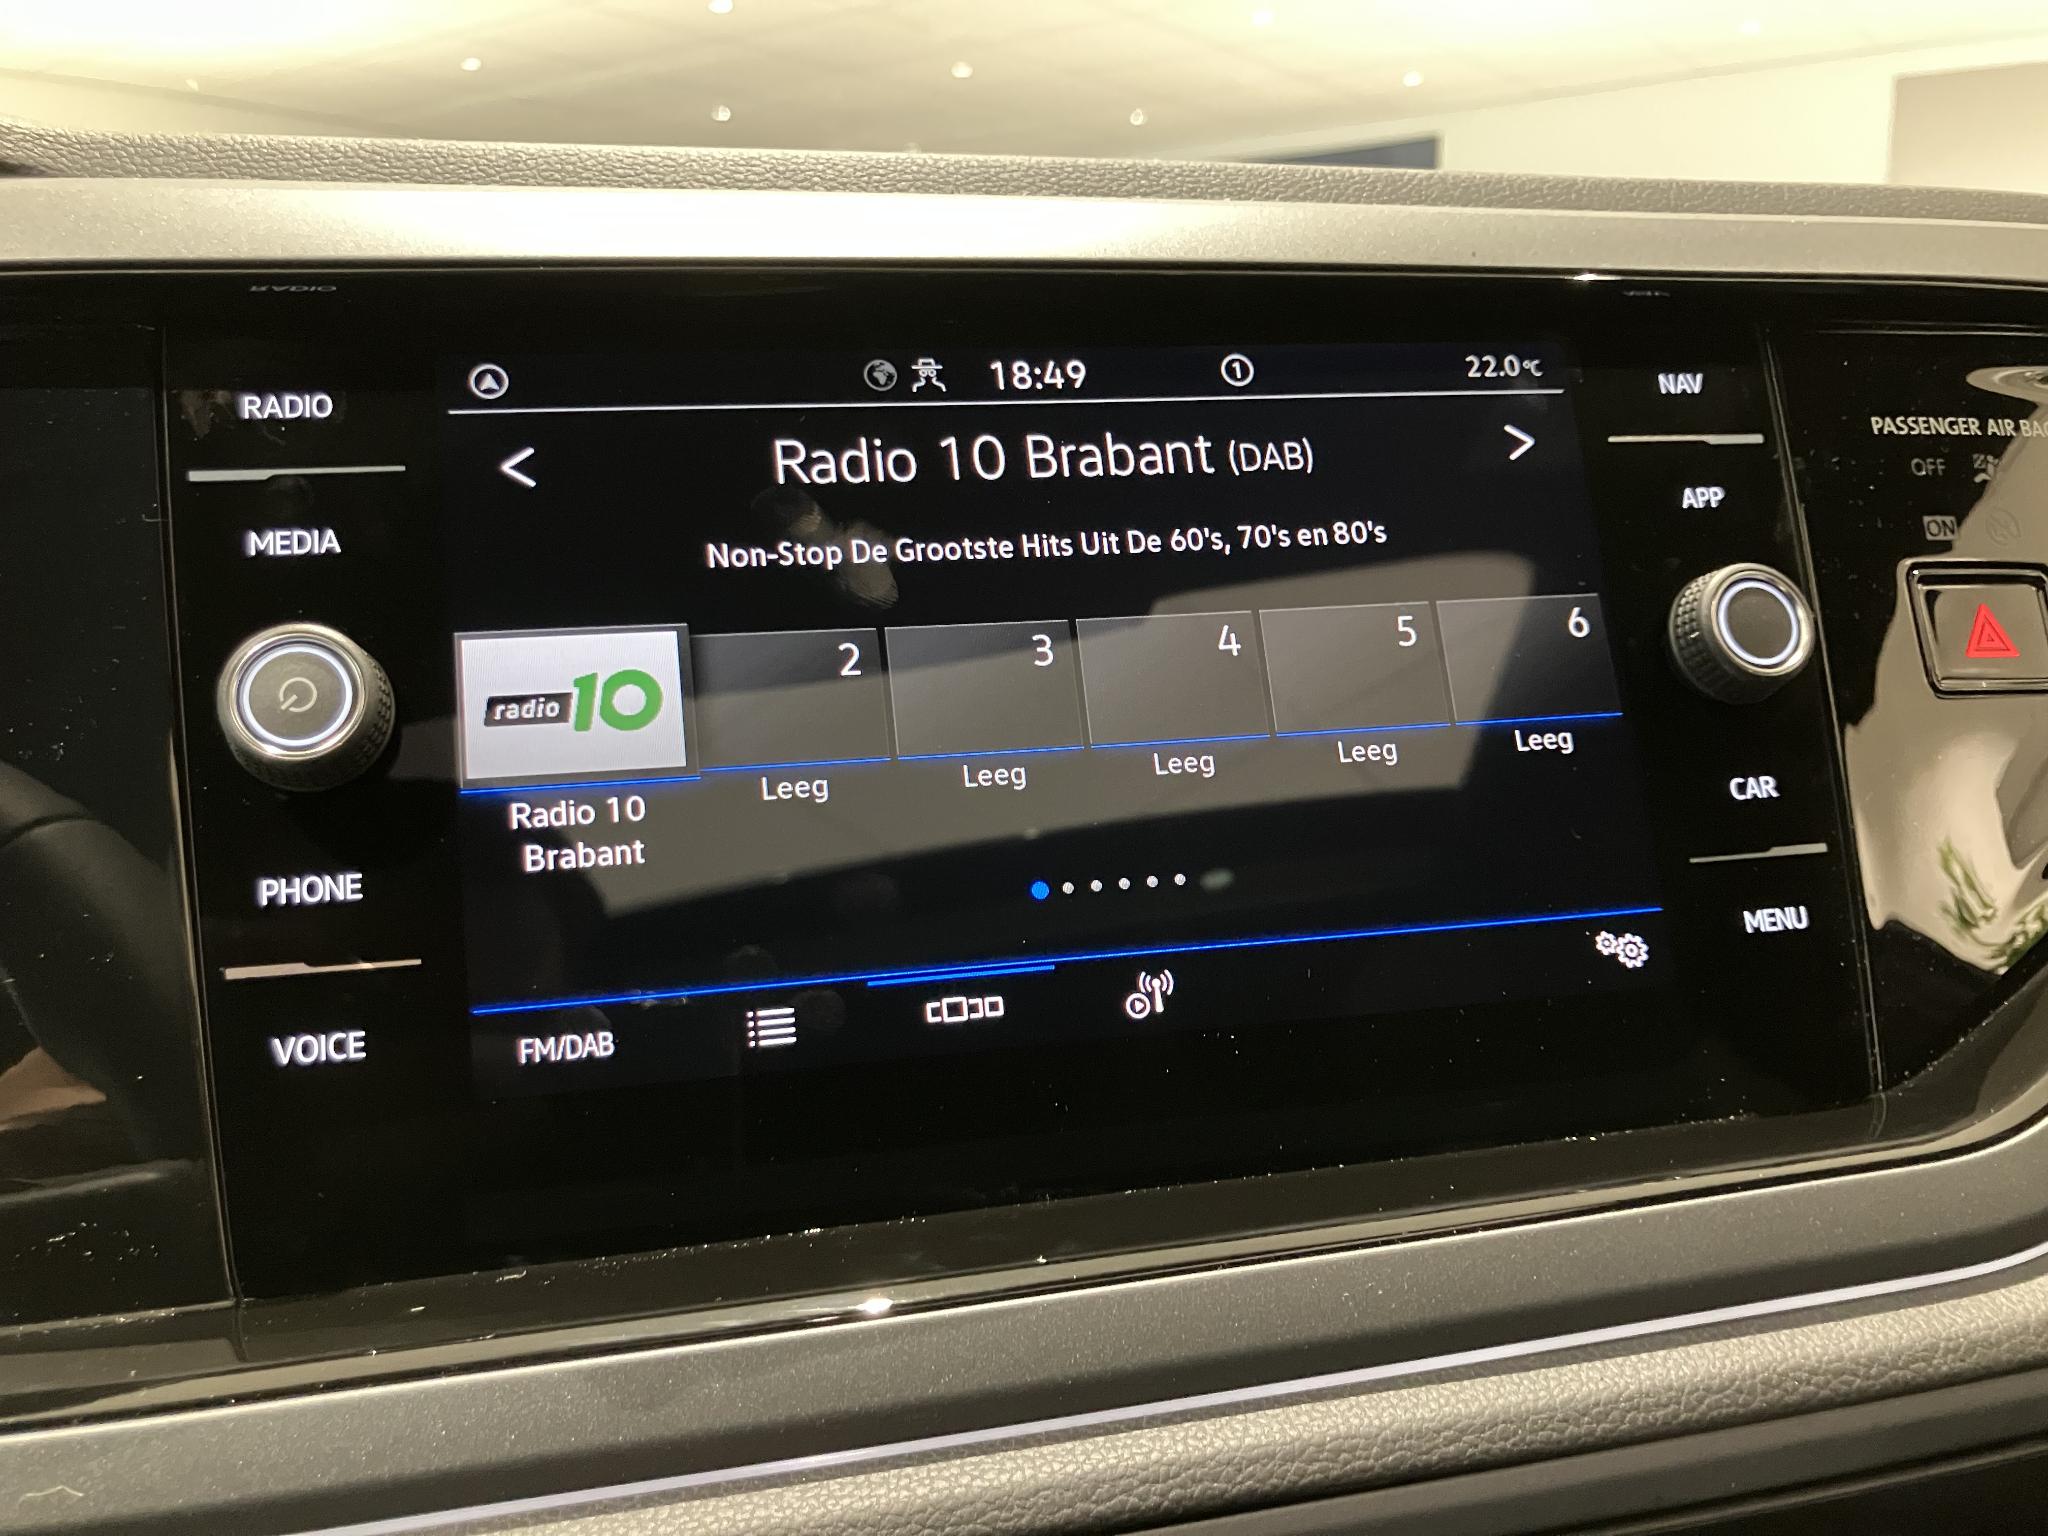 RADIO
MEDIA
PHONE
VOICE
18:49
1
22.0°C
< Radio 10 Brabant (DAB) >
Non-Stop De Grootste Hits Uit De 60's, 70's en 80's
radio 10
2
3
4
5
6
Radio 10
Brabant
Leeg
Leeg
Leeg
Leeg
Leeg
FM/DAB
NAV
APP
CAR
MENU
PASSENGER AIR BAG
OFF
ON